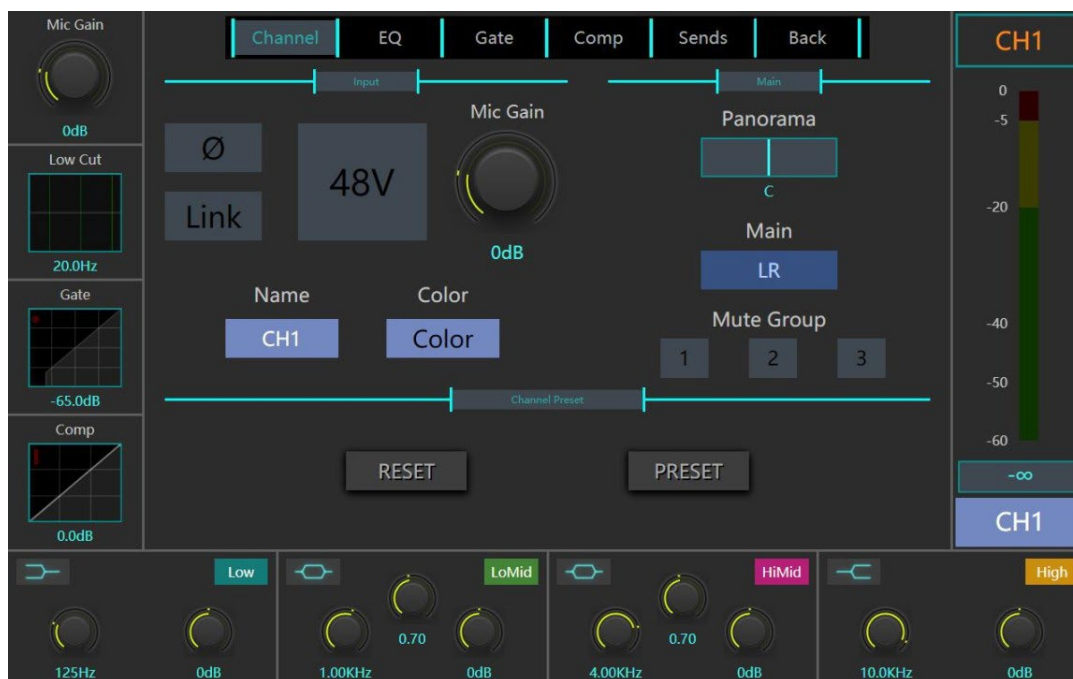 Mic Gain
0dB
Low Cut
20.0Hz
Gate
-65.0dB
Comp
0.0dB
Channel EQ Gate Comp Sends Back
Input
Main
Ø
Link
48V
Mic Gain
0dB
Name
CH1
Color
Color
Panorama
C
Main
LR
Mute Group
1 2 3
Channel Preset
RESET
PRESET
CH1
0
-5
-20
-40
-50
-60
-∞
CH1
Low
125Hz 0dB
LoMid
0.70
1.00KHz 0dB
HiMid
0.70
4.00KHz 0dB
High
10.0KHz 0dB